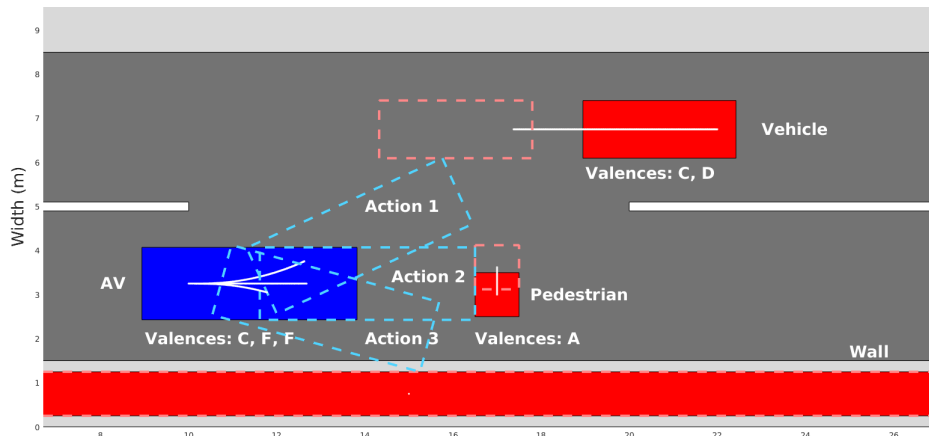 9
8
Vehicle
7
6
Valences: C, D
Width (m)
5
Action 1
4
AV
Action 2
3
Pedestrian
Valences: C, F, F
Action 3
Valences: A
2
Wall
1
0
8
10
12
14
16
18
20
22
24
26